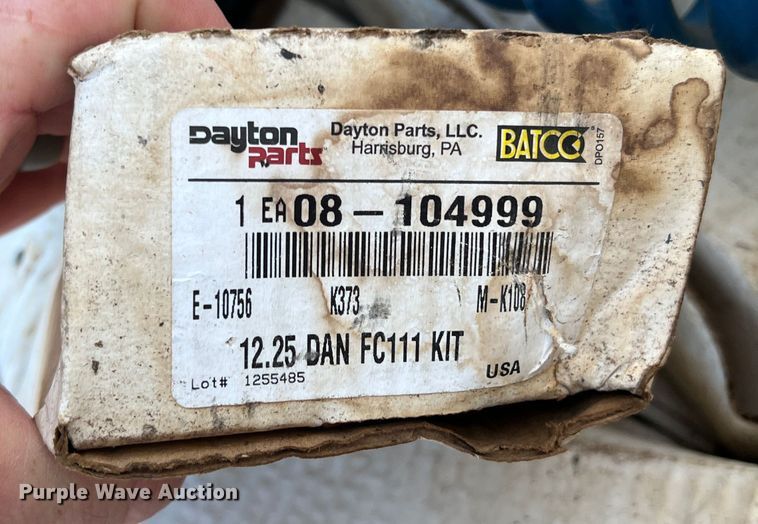 Dayton Parts
Dayton Parts, LLC.
Harrisburg, PA
BATCO
DPO157
1 EA 08-104999
E-10756 K373 M-K108
12.25 DAN FC111 KIT
Lot# 1255485 USA
Purple Wave Auction